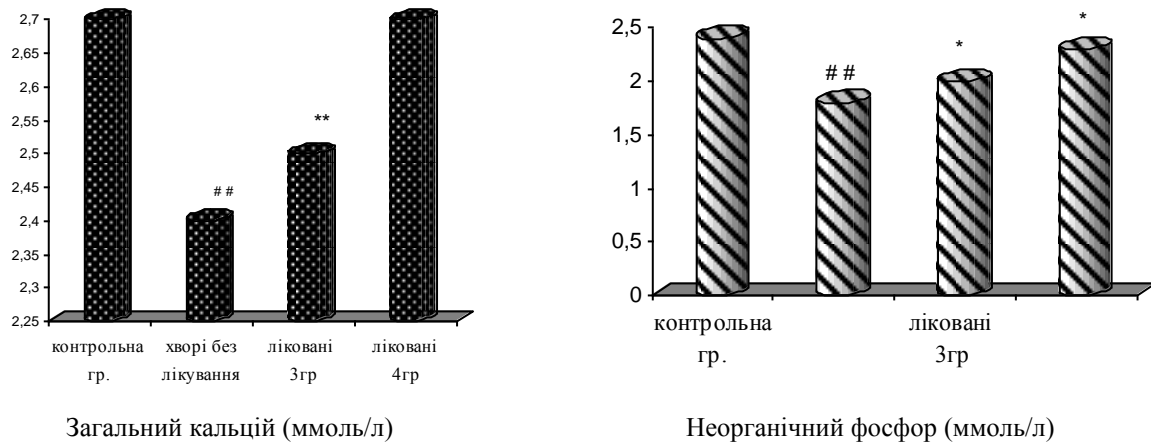 2,7
2,65
2,6
2,55
2,5
2,45
2,4
2,35
2,3
2,25
**
# #
контрольна гр.
хворі без лікування
ліковані 3гр
ліковані 4гр
Загальний кальцій (ммоль/л)
2,5
2
1,5
1
0,5
0
# #
*
*
контрольна гр.
ліковані 3гр
Неорганічний фосфор (ммоль/л)